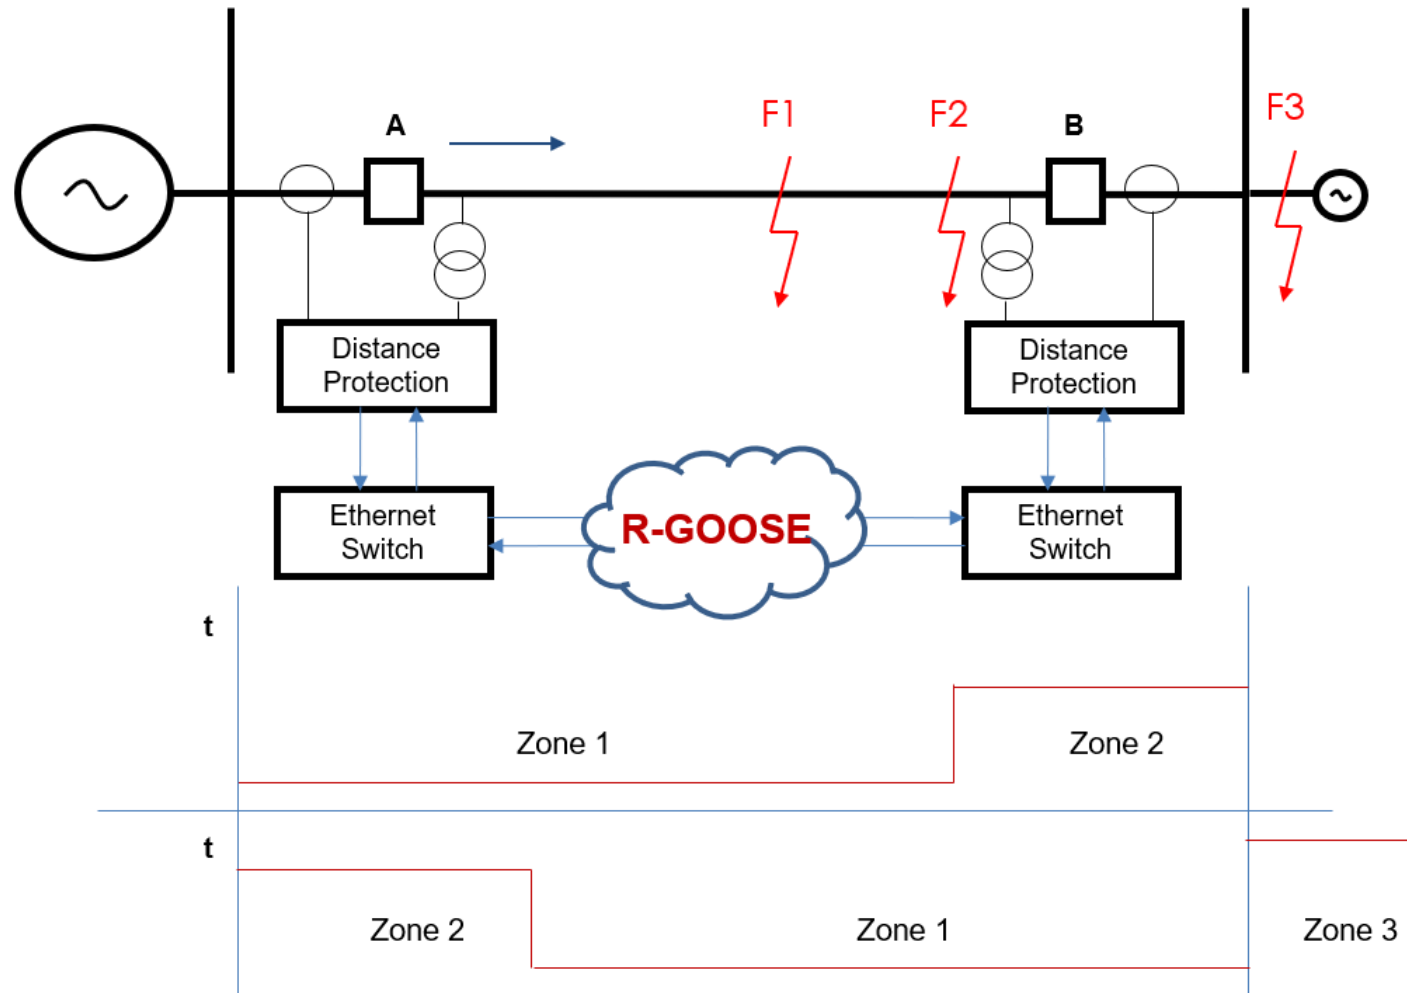 A
F1
F2
B
F3
Distance
Protection
Distance
Protection
Ethernet
Switch
R-GOOSE
Ethernet
Switch
t
Zone 1
Zone 2
t
Zone 2
Zone 1
Zone 3